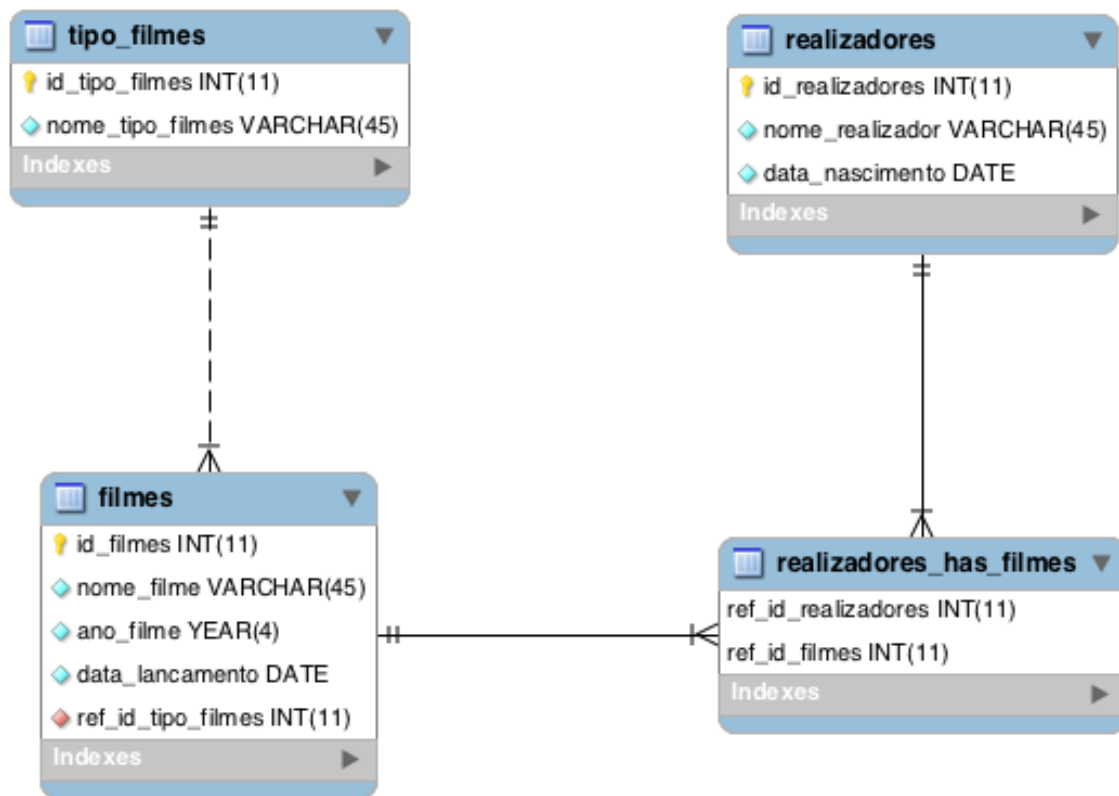 tipo_filmes
id_tipo_filmes INT(11)
nome_tipo_filmes VARCHAR(45)
Indexes
realizadores
id_realizadores INT(11)
nome_realizador VARCHAR(45)
data_nascimento DATE
Indexes
filmes
id_filmes INT(11)
nome_filme VARCHAR(45)
ano_filme YEAR(4)
data_lancamento DATE
ref_id_tipo_filmes INT(11)
Indexes
realizadores_has_filmes
ref_id_realizadores INT(11)
ref_id_filmes INT(11)
Indexes